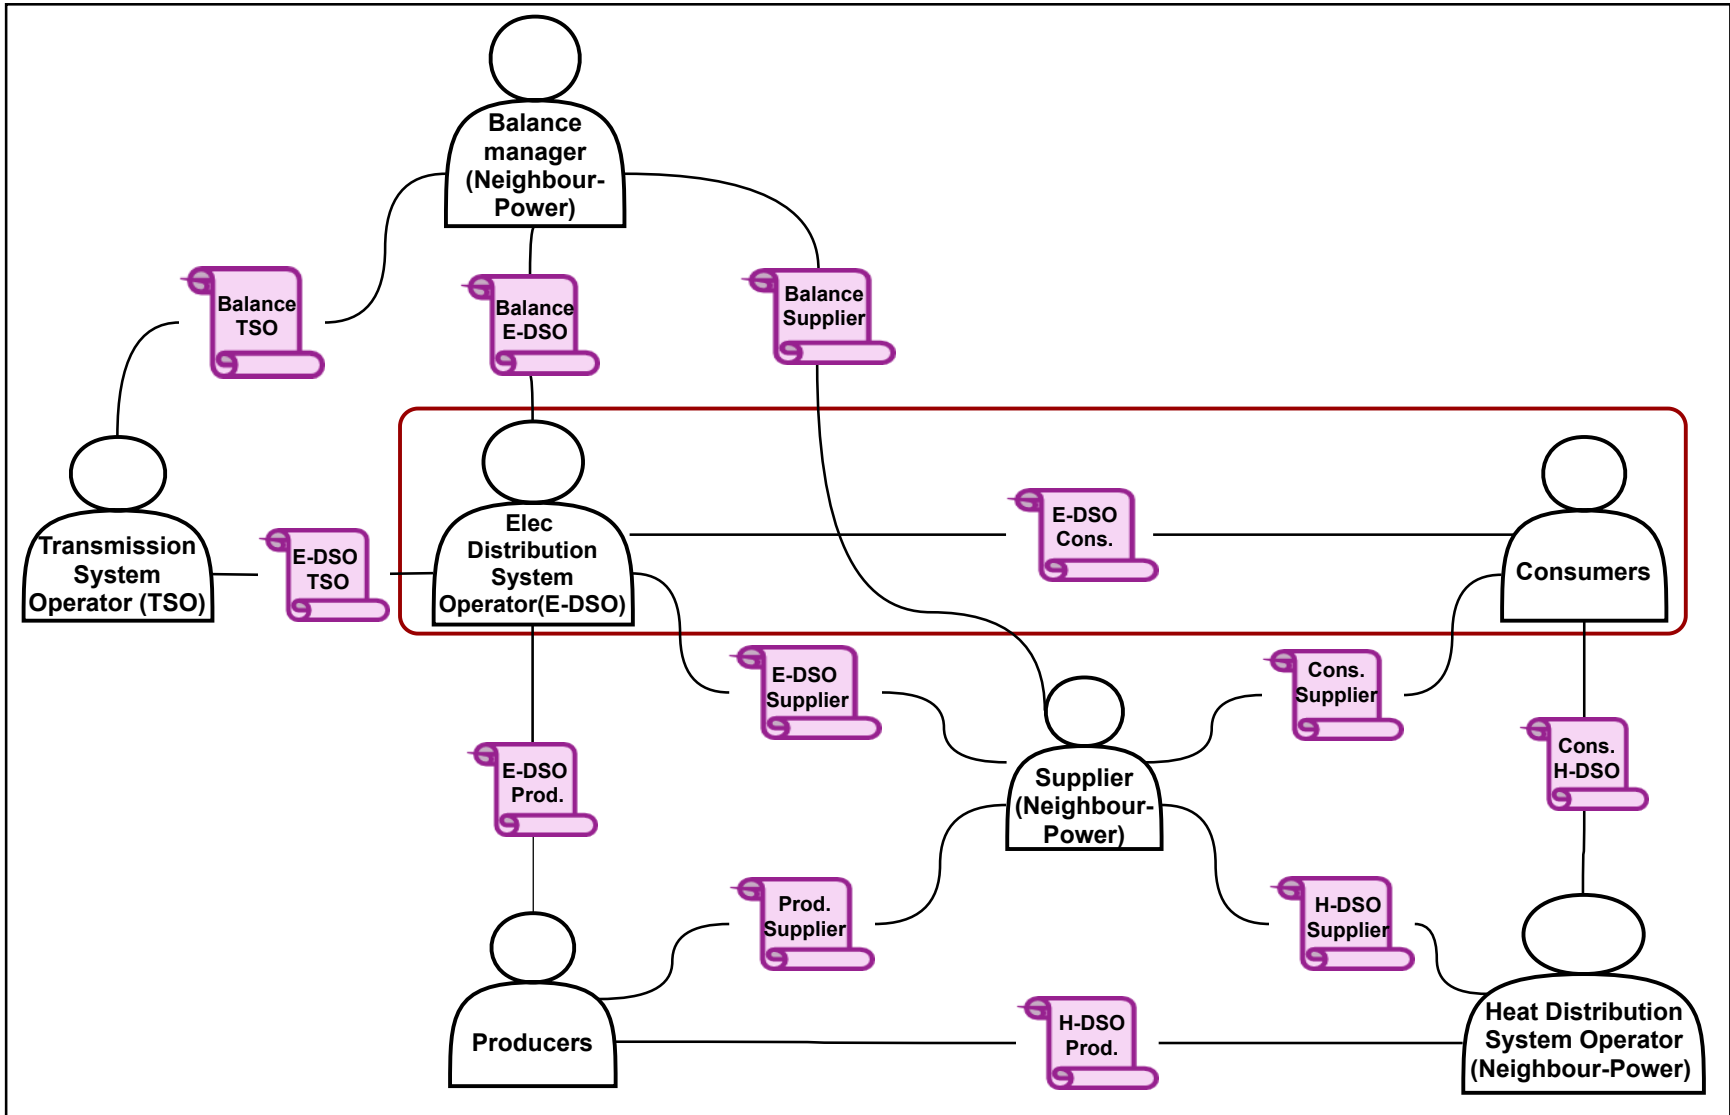 Balance
manager
(Neighbour-
Power)
Balance
TSO
Balance
E-DSO
Balance
Supplier
Transmission
System
Operator (TSO)
E-DSO
TSO
Elec
Distribution
System
Operator(E-DSO)
E-DSO
Cons.
Consumers
E-DSO
Supplier
Cons.
Supplier
E-DSO
Prod.
Supplier
(Neighbour-
Power)
Cons.
H-DSO
Prod.
Supplier
H-DSO
Supplier
Producers
H-DSO
Prod.
Heat Distribution
System Operator
(Neighbour-Power)